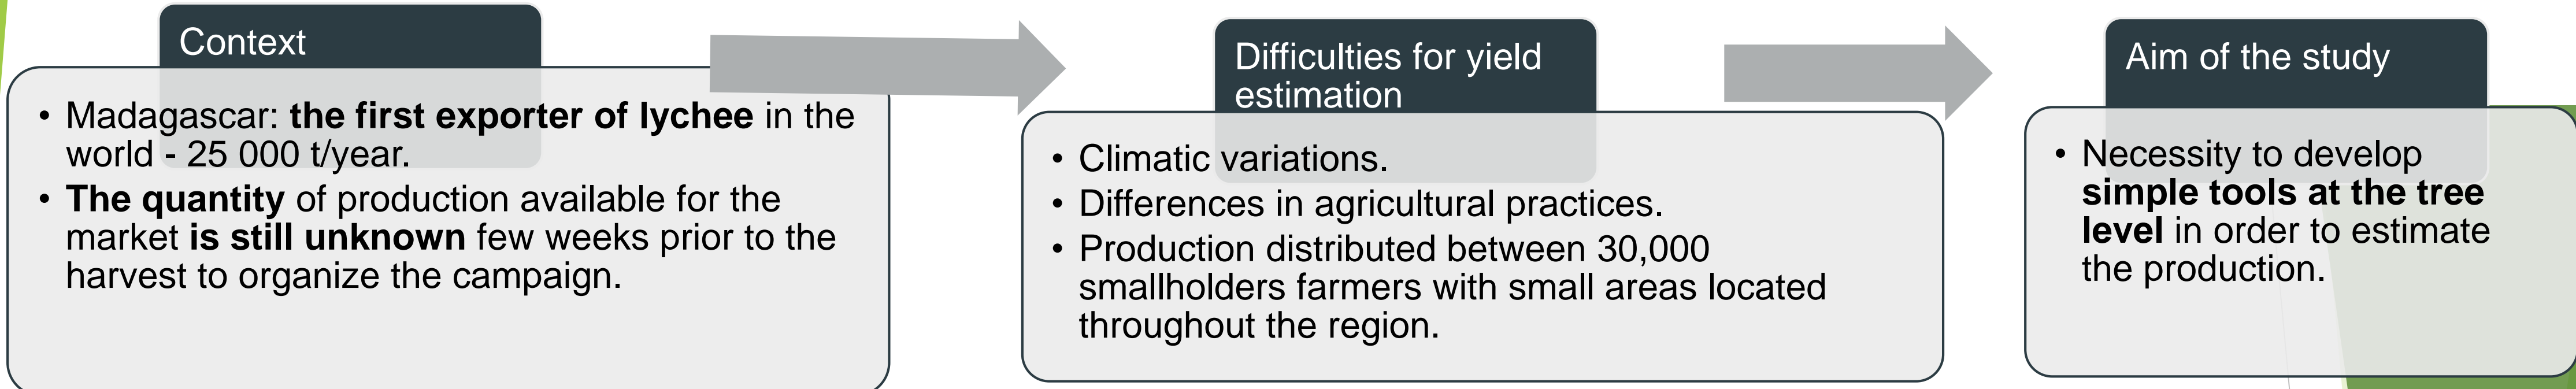 Context
• Madagascar: the first exporter of lychee in the
world - 25 000 t/year.
• The quantity of production available for the
market is still unknown few weeks prior to the
harvest to organize the campaign.
Difficulties for yield
estimation
• Climatic variations.
• Differences in agricultural practices.
• Production distributed between 30,000
smallholders farmers with small areas located
throughout the region.
Aim of the study
• Necessity to develop
simple tools at the tree
level in order to estimate
the production.